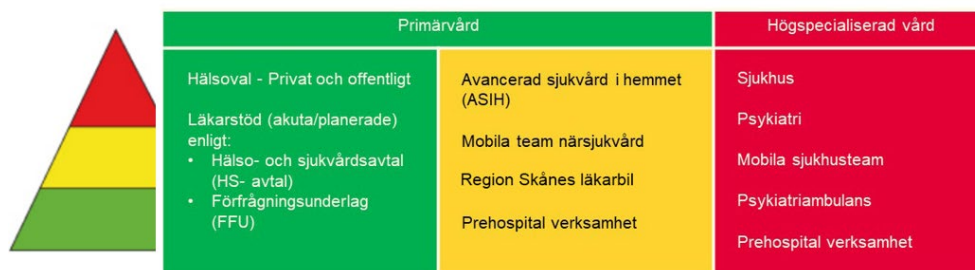 Primärvård
Högspecialiserad vård
Hälsoval - Privat och offentligt
Läkarstöd (akuta/planerade)
enligt:
• Hälso- och sjukvårdsavtal
(HS- avtal)
• Förfrågningsunderlag
(FFU)
Avancerad sjukvård i hemmet
(ASIH)
Mobila team närsjukvård
Region Skånes läkarbil
Prehospital verksamhet
Sjukhus
Psykiatri
Mobila sjukhusteam
Psykiatriambulans
Prehospital verksamhet